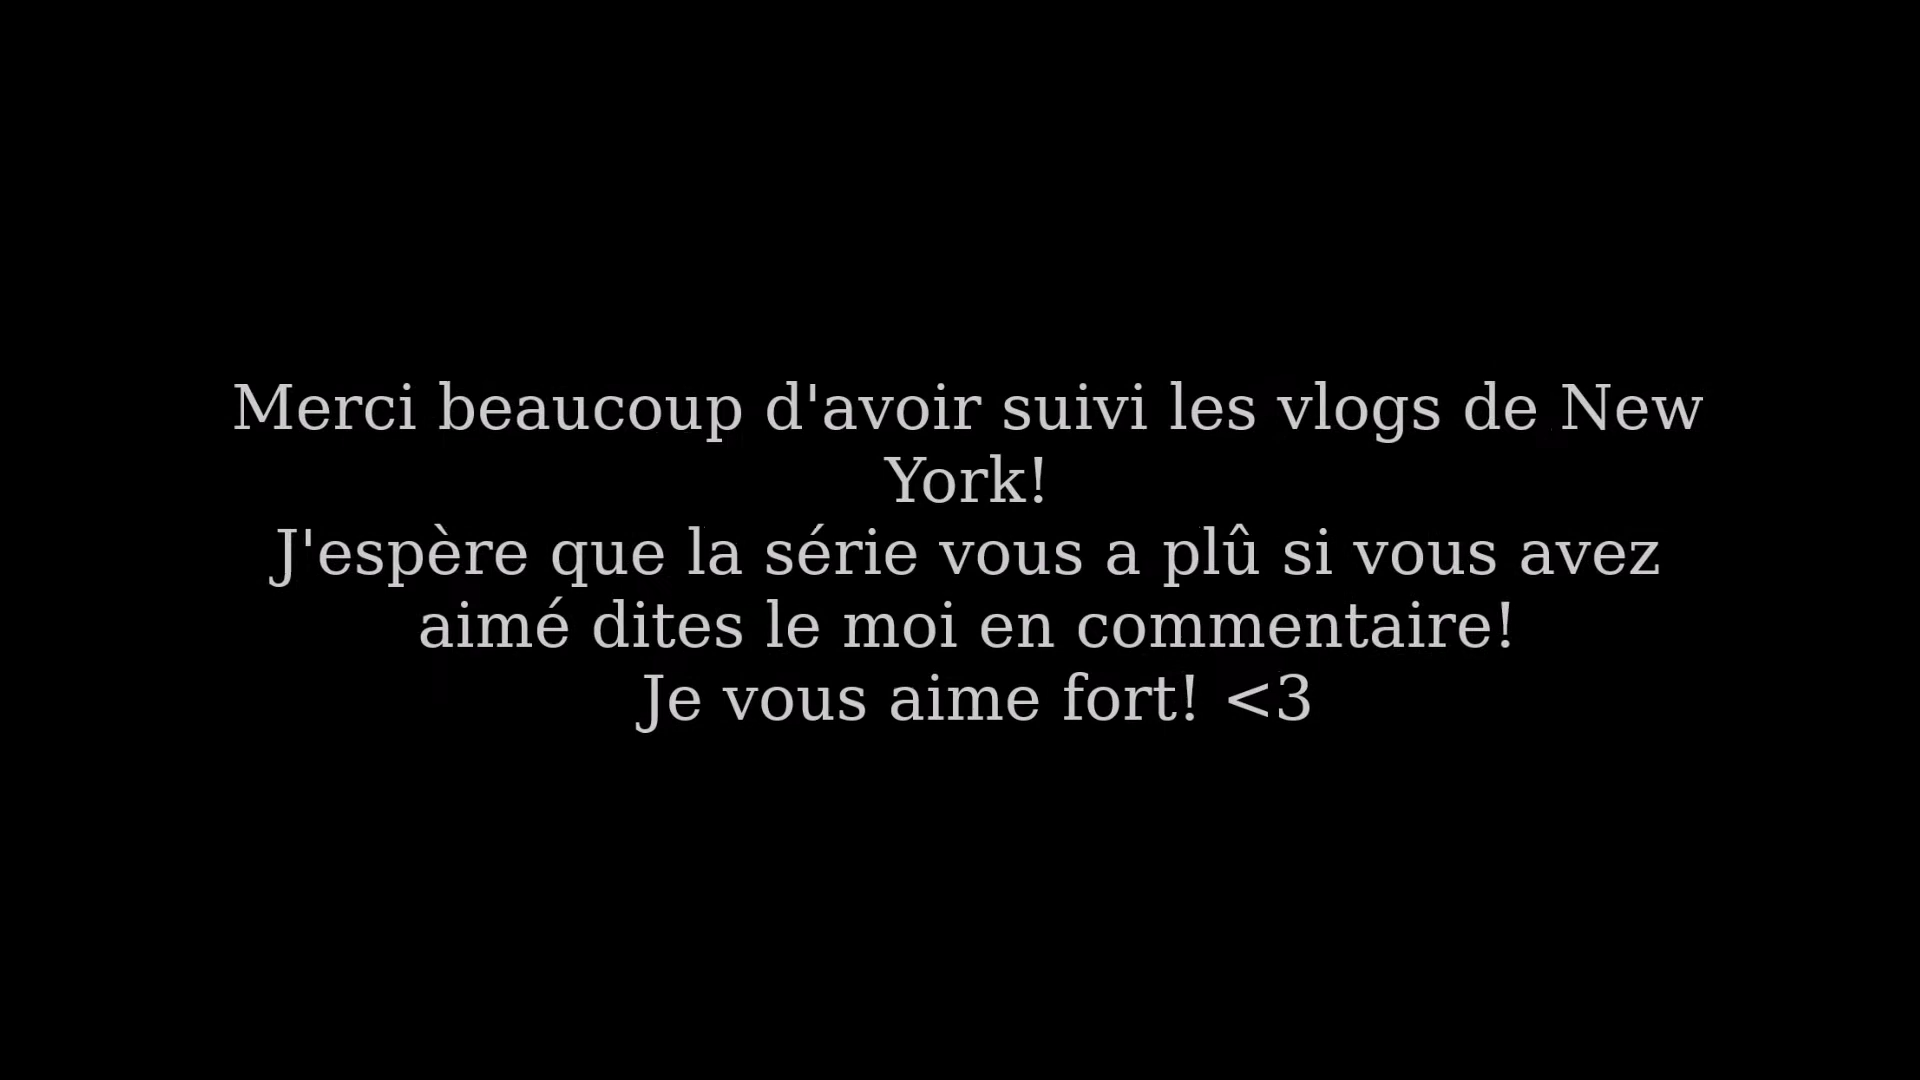 Merci beaucoup d'avoir suivi les vlogs de New
York!
J'espère que la série vous a plû si vous avez
aimé dites le moi en commentaire!
Je vous aime fort! <3